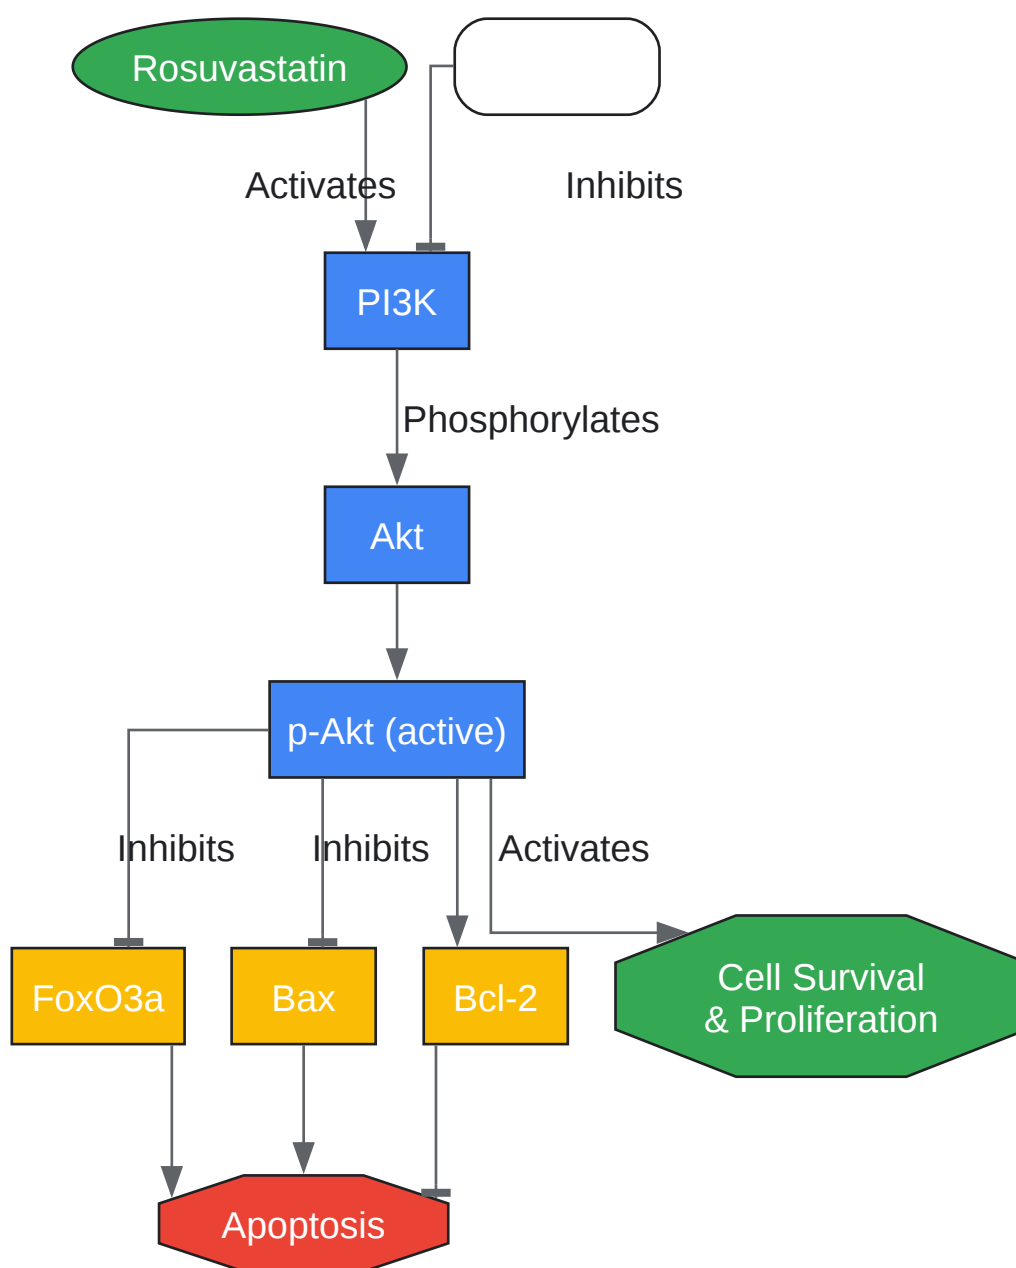 Rosuvastatin
Activates
Inhibits
PI3K
Phosphorylates
Akt
p-Akt (active)
Inhibits
Inhibits
Activates
FoxO3a
Bax
Bcl-2
Cell Survival
& Proliferation
Apoptosis